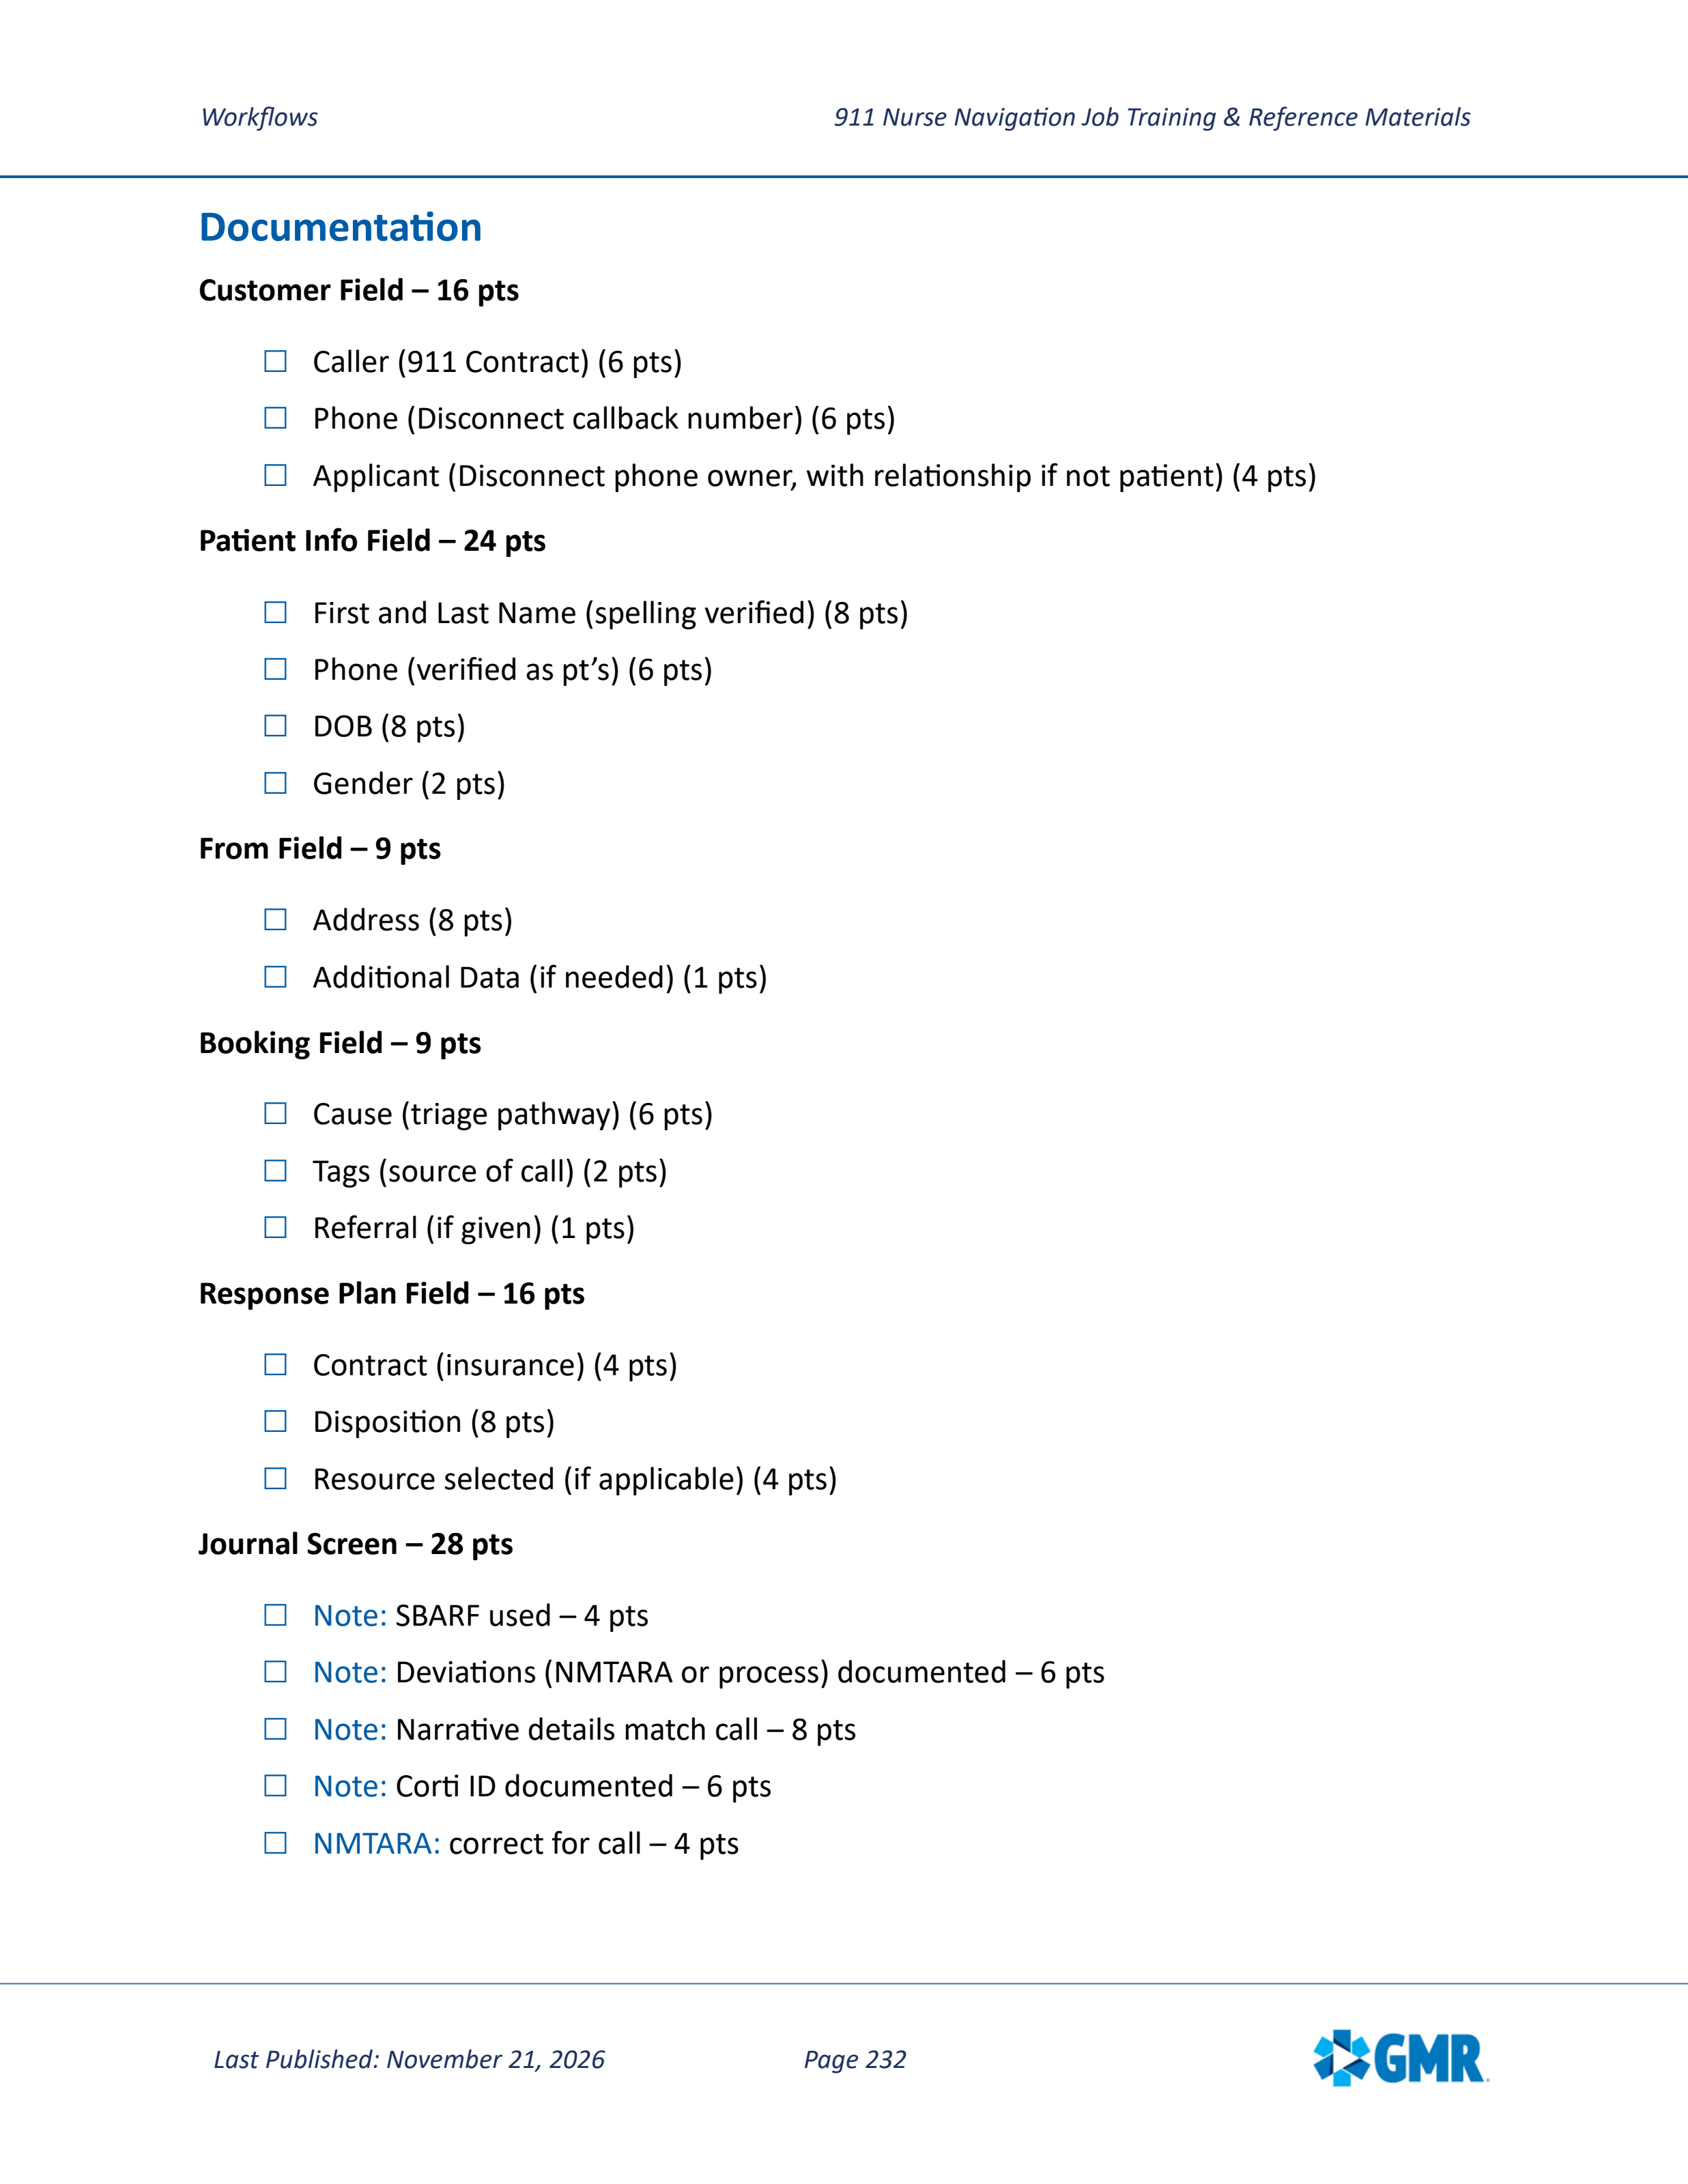 Workflows
911 Nurse Navigation Job Training & Reference Materials
Documentation
Customer Field – 16 pts
☐ Caller (911 Contract) (6 pts)
☐ Phone (Disconnect callback number) (6 pts)
☐ Applicant (Disconnect phone owner, with relationship if not patient) (4 pts)
Patient Info Field – 24 pts
☐ First and Last Name (spelling verified) (8 pts)
☐ Phone (verified as pt’s) (6 pts)
☐ DOB (8 pts)
☐ Gender (2 pts)
From Field – 9 pts
☐ Address (8 pts)
☐ Additional Data (if needed) (1 pts)
Booking Field – 9 pts
☐ Cause (triage pathway) (6 pts)
☐ Tags (source of call) (2 pts)
☐ Referral (if given) (1 pts)
Response Plan Field – 16 pts
☐ Contract (insurance) (4 pts)
☐ Disposition (8 pts)
☐ Resource selected (if applicable) (4 pts)
Journal Screen – 28 pts
☐ Note: SBARF used – 4 pts
☐ Note: Deviations (NMTARA or process) documented – 6 pts
☐ Note: Narrative details match call – 8 pts
☐ Note: Corti ID documented – 6 pts
☐ NMTARA: correct for call – 4 pts
Last Published: November 21, 2026
Page 232
GMR